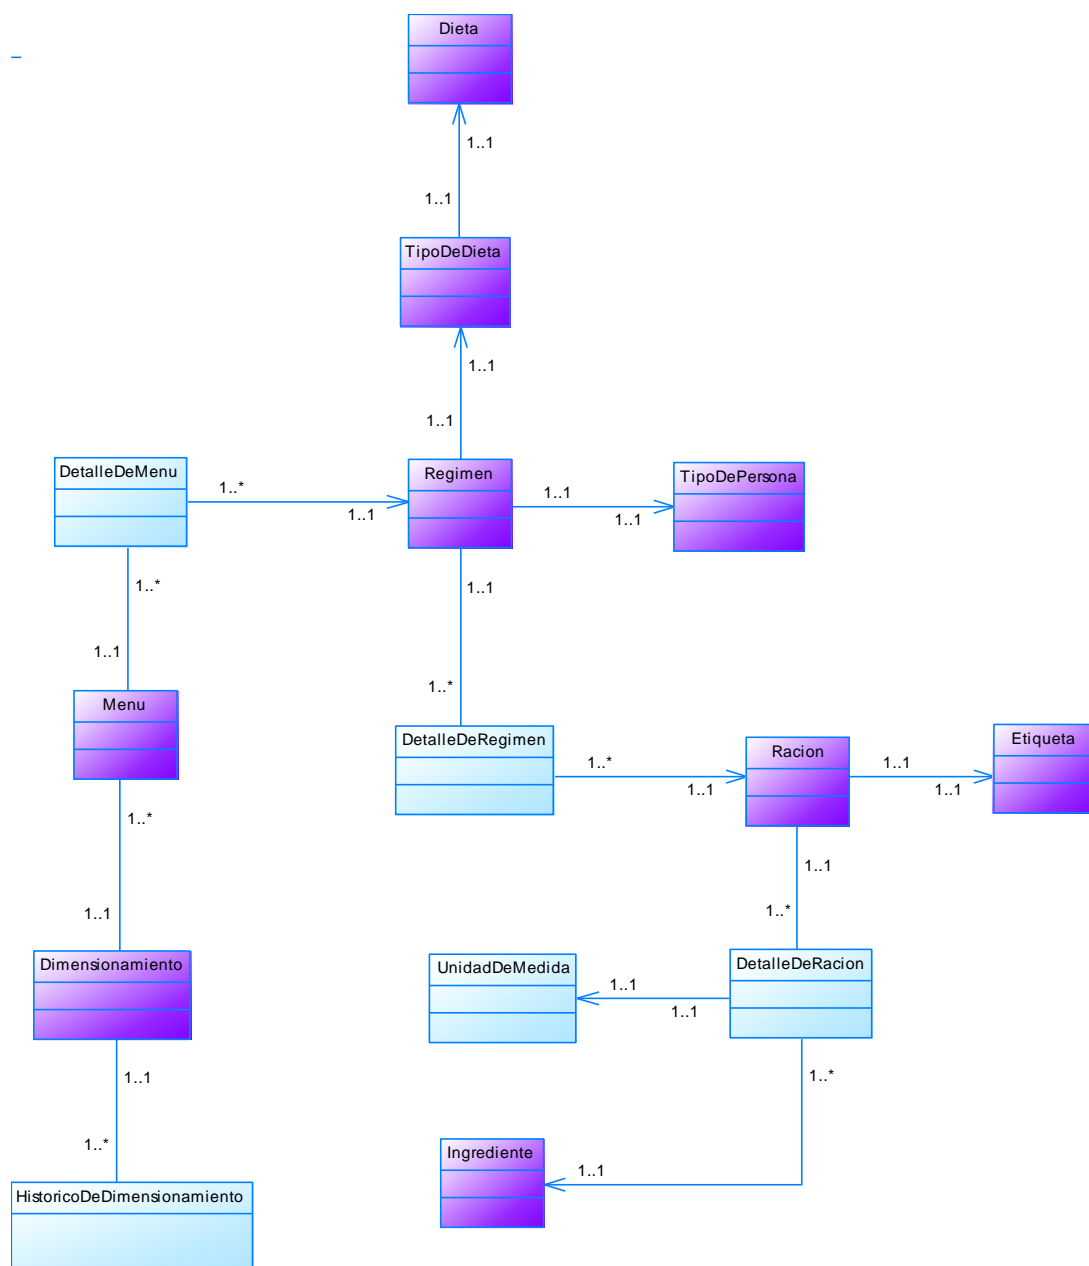 Dieta
1..1
1..1
TipoDeDieta
1..1
1..1
DetalleDeMenu
Regimen
TipoDePersona
1..*
1..1
1..1
1..1
1..*
1..1
1..1
1..*
Menu
DetalleDeRegimen
Racion
Etiqueta
1..*
1..1
1..1
1..1
1..*
1..1
1..1
1..*
Dimensionamiento
UnidadDeMedida
DetalleDeRacion
1..1
1..1
1..1
1..*
1..*
Ingrediente
1..1
HistoricoDeDimensionamiento